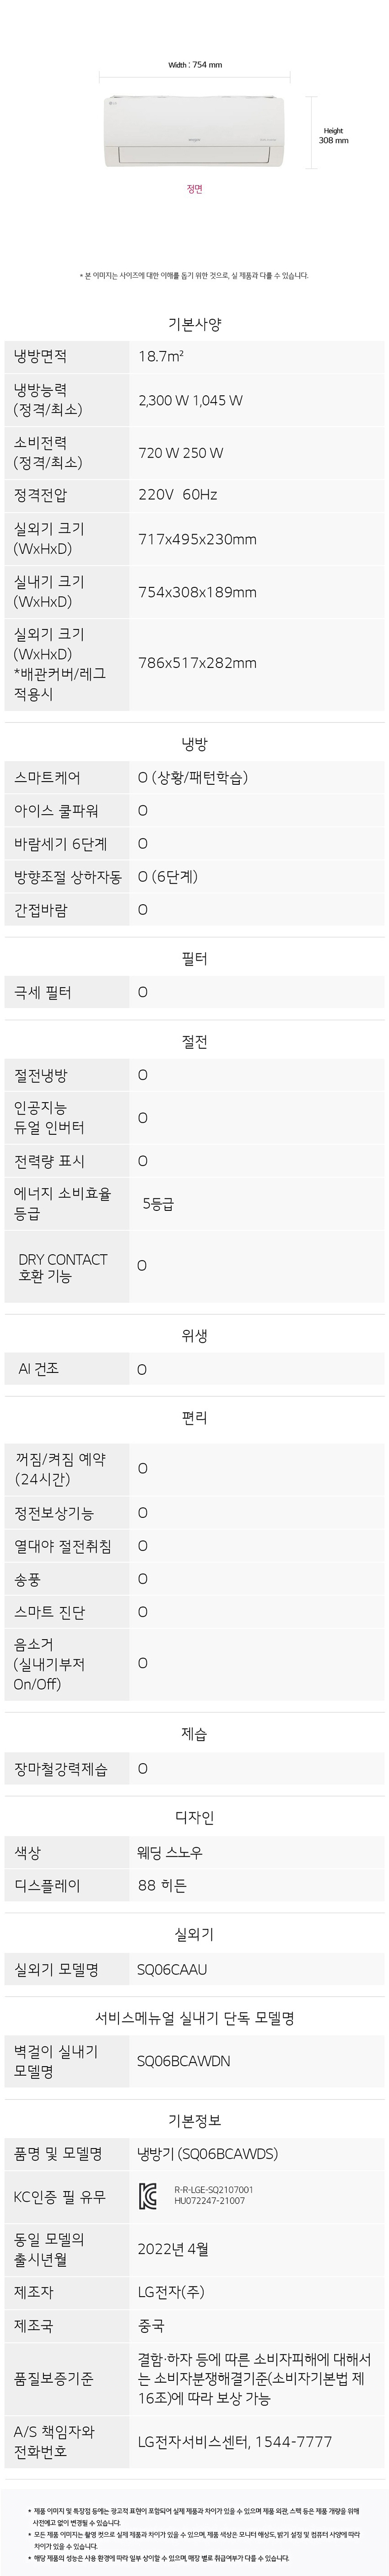 Width : 754 mm
Height
308 mm
정면
* 본 이미지는 사이즈에 대한 이해를 돕기 위한 것으로, 실 제품과 다를 수 있습니다.
기본사양
냉방면적 18.7m²
냉방능력
(정격/최소) 2,300 W 1,045 W
소비전력
(정격/최소) 720 W 250 W
정격전압 220V 60Hz
실외기 크기
(WxHxD) 717x495x230mm
실내기 크기
(WxHxD) 754x308x189mm
실외기 크기
(WxHxD)
*배관커버/레그
적용시 786x517x282mm
냉방
스마트케어 O (상황/패턴학습)
아이스 쿨파워 O
바람세기 6단계 O
방향조절 상하자동 O (6단계)
간접바람 O
필터
극세 필터 O
절전
절전냉방 O
인공지능
듀얼 인버터 O
전력량 표시 O
에너지 소비효율
등급 5등급
DRY CONTACT
호환 기능 O
위생
AI 건조 O
편리
꺼짐/켜짐 예약
(24시간) O
정전보상기능 O
열대야 절전취침 O
송풍 O
스마트 진단 O
음소거
(실내기부저
On/Off) O
제습
장마철강력제습 O
디자인
색상 웨딩 스노우
디스플레이 88 히든
실외기
실외기 모델명 SQ06CAAU
서비스메뉴얼 실내기 단독 모델명
벽걸이 실내기
모델명 SQ06BCAWDN
기본정보
품명 및 모델명 냉방기 (SQ06BCAWDS)
KC인증 필 유무 R-R-LGE-SQ2107001
HU072247-21007
동일 모델의
출시년월 2022년 4월
제조자 LG전자(주)
제조국 중국
품질보증기준 결함·하자 등에 따른 소비자피해에 대해서
는 소비자분쟁해결기준(소비자기본법 제
16조)에 따라 보상 가능
A/S 책임자와
전화번호 LG전자서비스센터, 1544-7777
* 제품 이미지 및 특장점 등에는 광고적 표현이 포함되어 실제 제품과 차이가 있을 수 있으며 제품 외관, 스펙 등은 제품 개량을 위해
사전예고 없이 변경될 수 있습니다.
* 모든 제품 이미지는 촬영 컷으로 실제 제품과 차이가 있을 수 있으며, 제품 색상은 모니터 해상도, 밝기 설정 및 컴퓨터 사양에 따라
차이가 있을 수 있습니다.
* 해당 제품의 성능은 사용 환경에 따라 일부 상이할 수 있으며, 매장 별로 취급여부가 다를 수 있습니다.